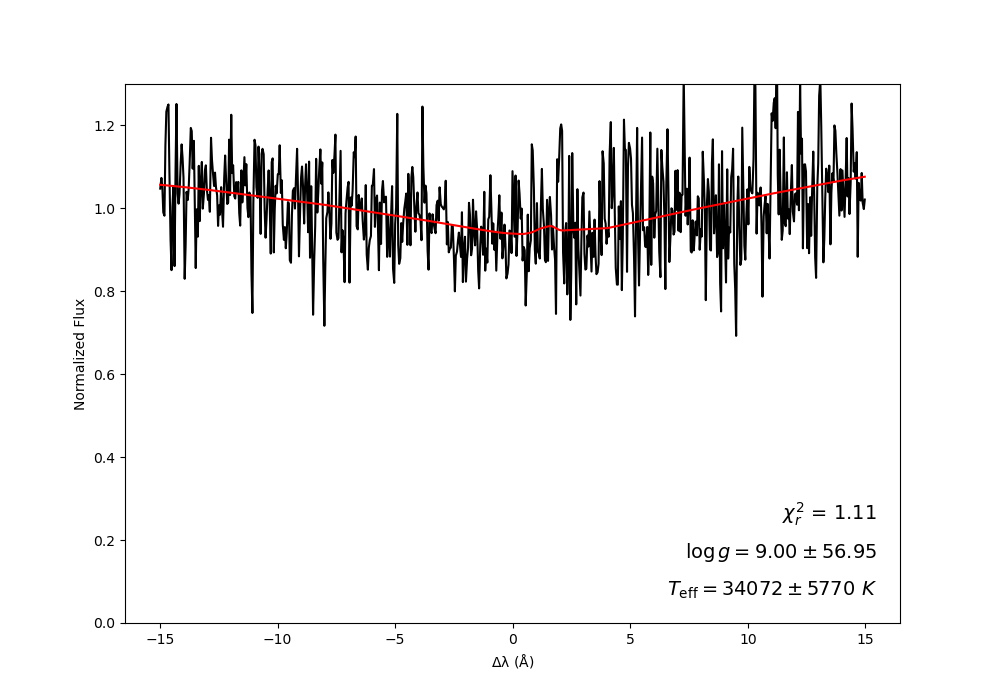 Normalized Flux
1.2
1.0
0.8
0.6
0.4
0.2
0.0
χ²ᵣ = 1.11
log g = 9.00 ± 56.95
T_eff = 34072 ± 5770 K
−15
−10
−5
0
5
10
15
Δλ (Å)